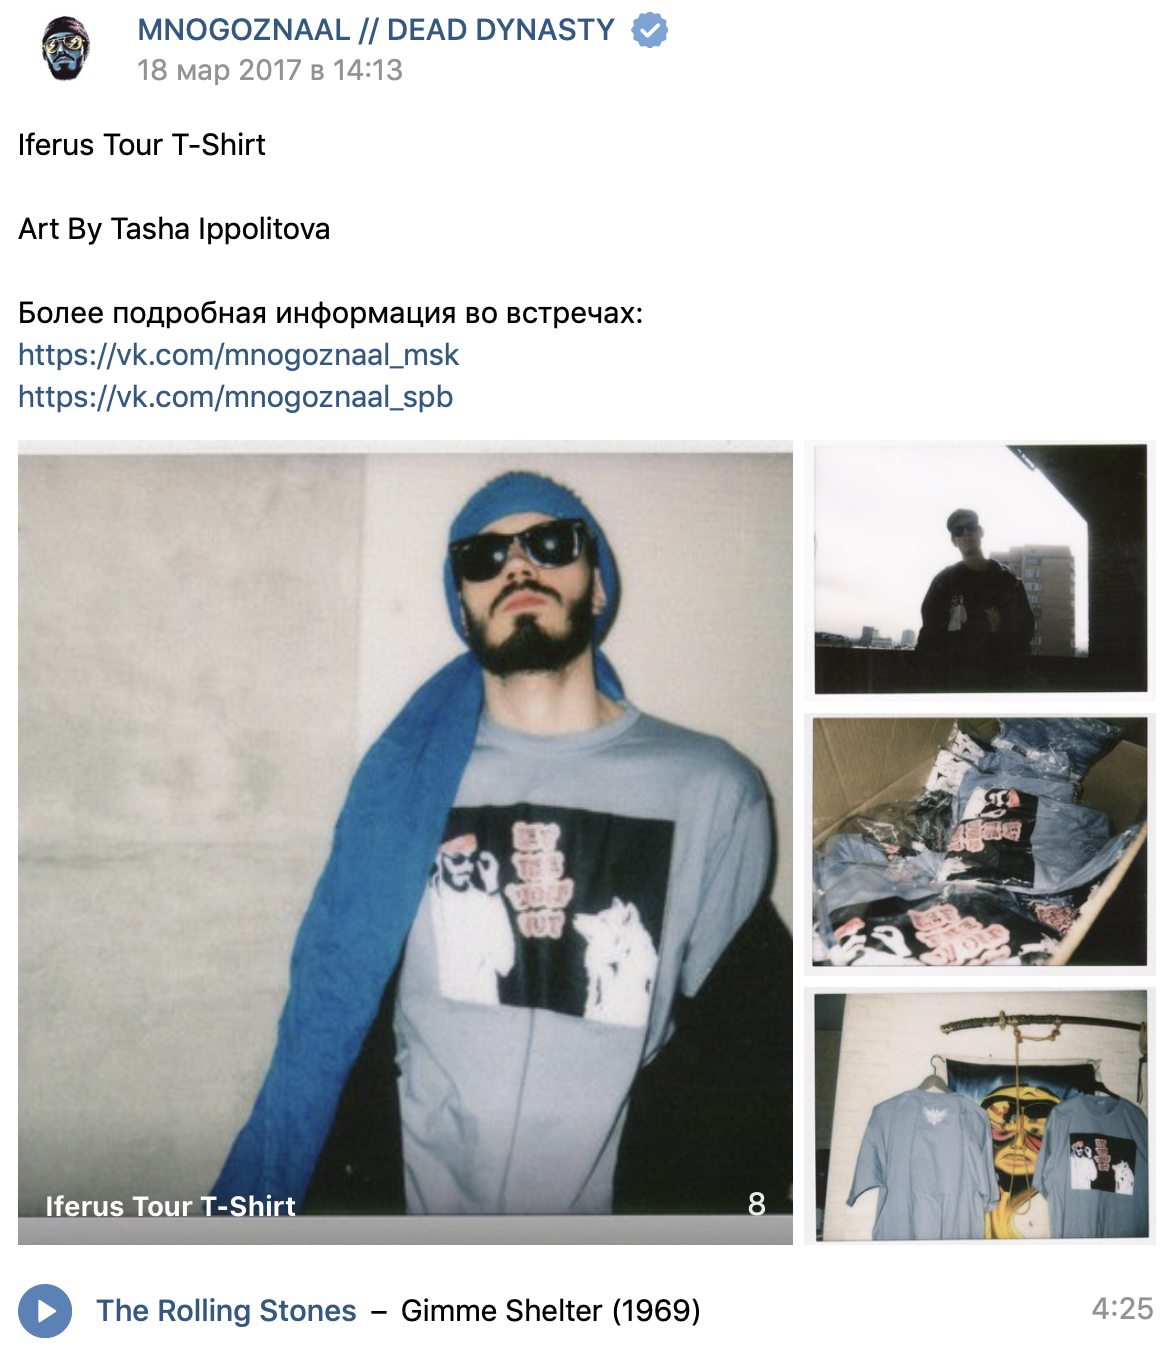 MNOGOZNAAL // DEAD DYNASTY
18 мар 2017 в 14:13
Iferus Tour T-Shirt
Art By Tasha Ippolitova
Более подробная информация во встречах:
https://vk.com/mnogoznaal_msk
https://vk.com/mnogoznaal_spb
Iferus Tour T-Shirt
8
The Rolling Stones – Gimme Shelter (1969)
4:25